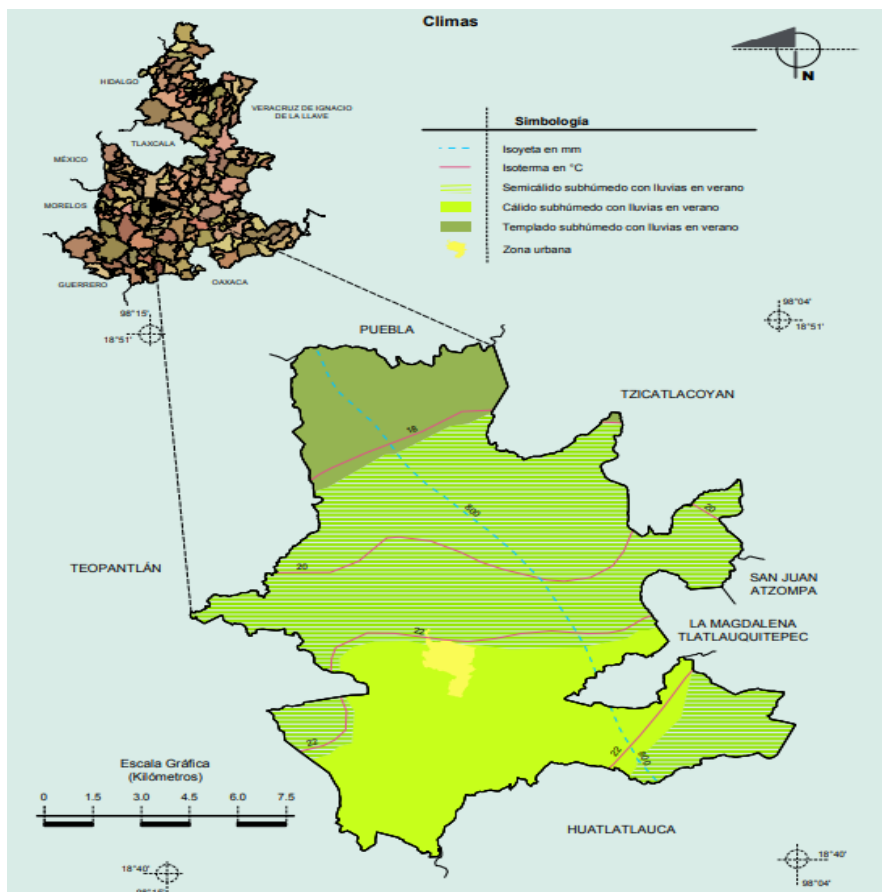 Climas
N
HIDALGO
VERACRUZ DE IGNACIO
DE LA LLAVE
TLAXCALA
MÉXICO
MORELOS
GUERRERO
OAXACA
Simbología
Isoyeta en mm
Isoterma en °C
Semicálido subhúmedo con lluvias en verano
Cálido subhúmedo con lluvias en verano
Templado subhúmedo con lluvias en verano
Zona urbana
98°15'
18°51'
98°04'
18°51'
PUEBLA
TZICATLACOYAN
18
800
20
20
TEOPANTLÁN
SAN JUAN
ATZOMPA
LA MAGDALENA
TLATLAUQUITEPEC
22
22
22
800
Escala Gráfica
(Kilómetros)
0 1.5 3.0 4.5 6.0 7.5
HUATLATLAUCA
18°40'
98°15'
18°40'
98°04'